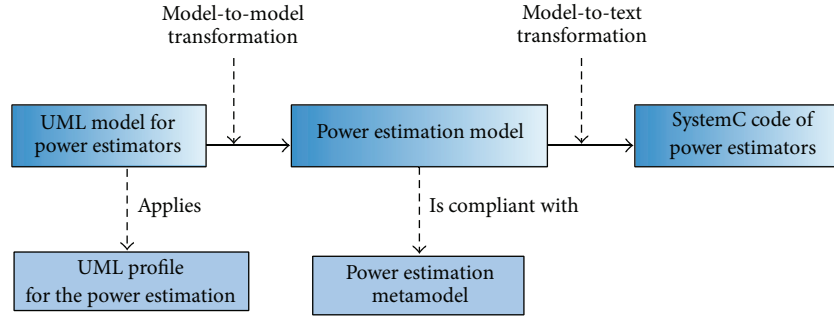 Model-to-model
transformation
Model-to-text
transformation
UML model for
power estimators
Power estimation model
SystemC code of
power estimators
Applies
Is compliant with
UML profile
for the power estimation
Power estimation
metamodel